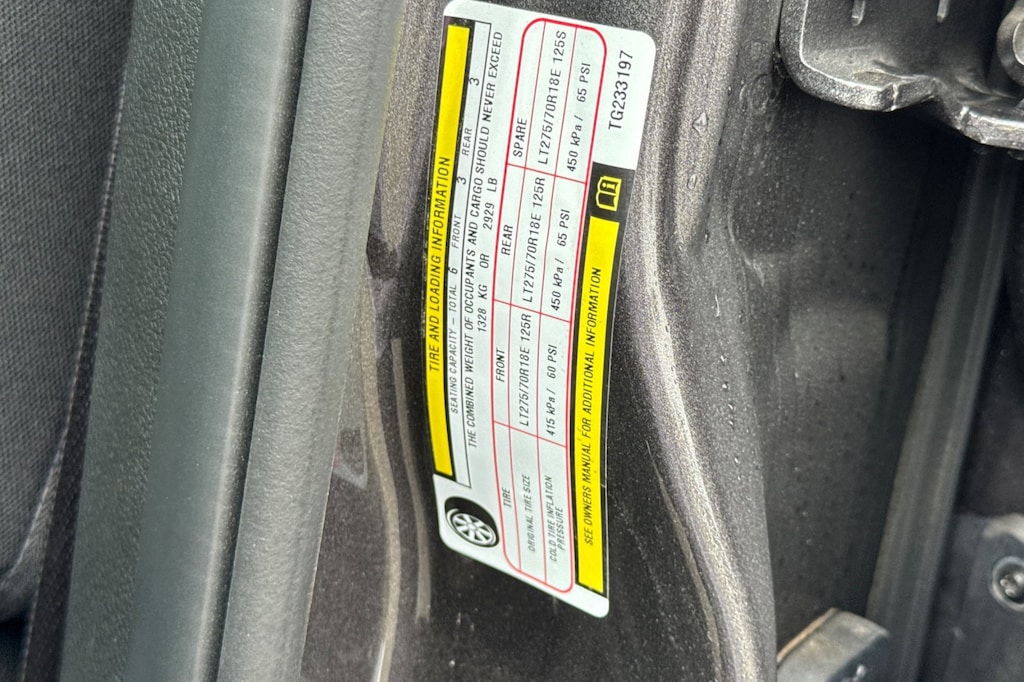 TIRE AND LOADING INFORMATION
SEATING CAPACITY – TOTAL 6 FRONT 3 REAR 3
THE COMBINED WEIGHT OF OCCUPANTS AND CARGO SHOULD NEVER EXCEED
1328 KG OR 2929 LB
TIRE FRONT REAR SPARE
ORIGINAL TIRE SIZE LT275/70R18E 125R LT275/70R18E 125R LT275/70R18E 125S
COLD TIRE INFLATION PRESSURE 415 kPa / 60 PSI 450 kPa / 65 PSI 450 kPa / 65 PSI
SEE OWNERS MANUAL FOR ADDITIONAL INFORMATION
TG233197